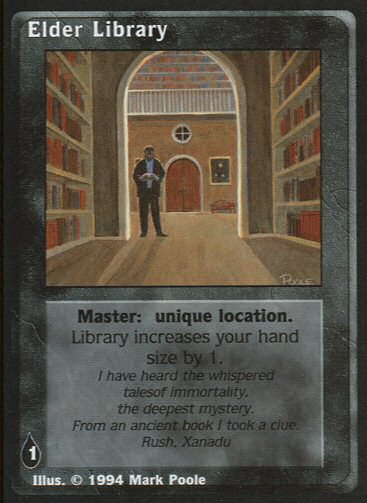 Elder Library
POOLE
Master: unique location.
Library increases your hand
size by 1.
I have heard the whispered
talesof immortality,
the deepest mystery.
From an ancient book I took a clue.
Rush, Xanadu
1
Illus. © 1994 Mark Poole